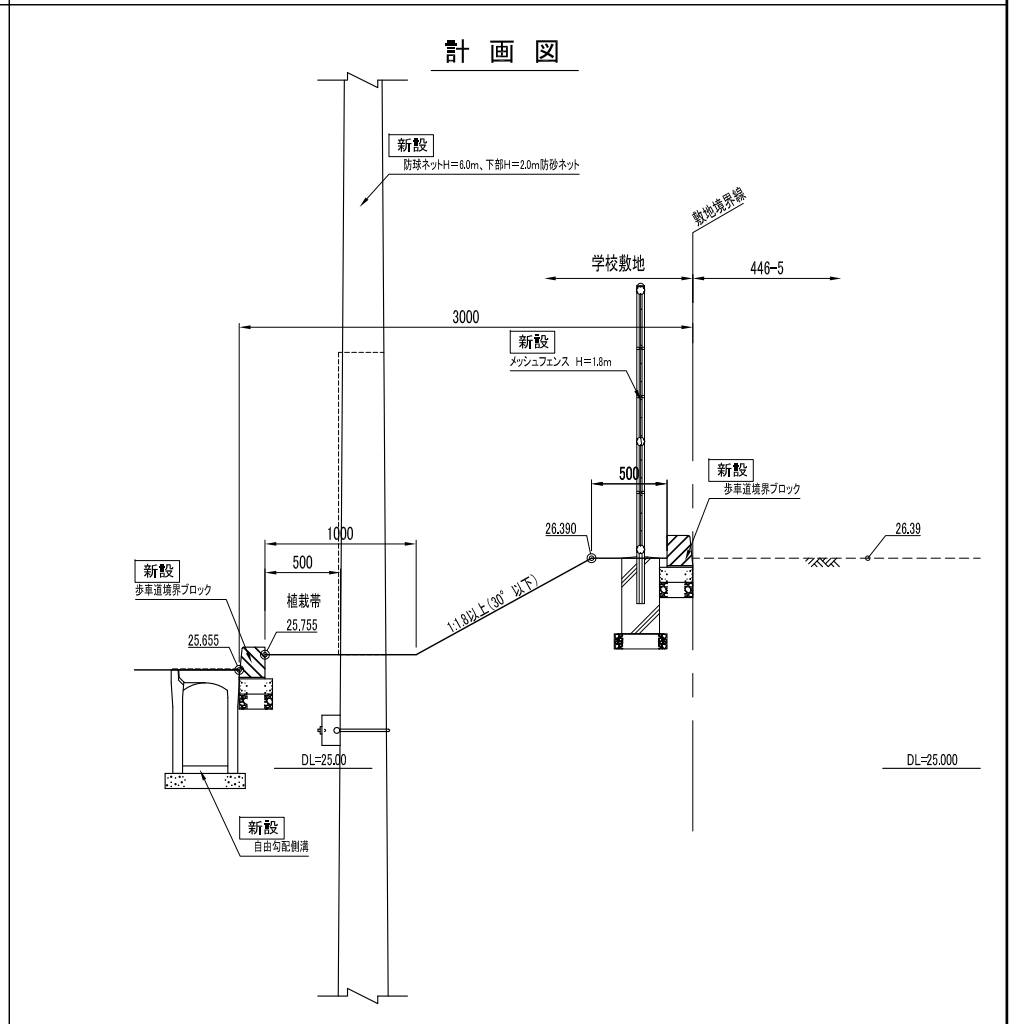 計画図
新設
防球ネットH=6.0m、下部H=2.0m防砂ネット
敷地境界線
学校敷地
446-5
3000
新設
メッシュフェンス H=1.8m
500
新設
歩車道境界ブロック
26.390
26.39
1000
500
新設
歩車道境界ブロック
植栽帯
25.755
25.655
1:1.8以上(30°以下)
DL=25.00
DL=25.000
新設
自由勾配側溝